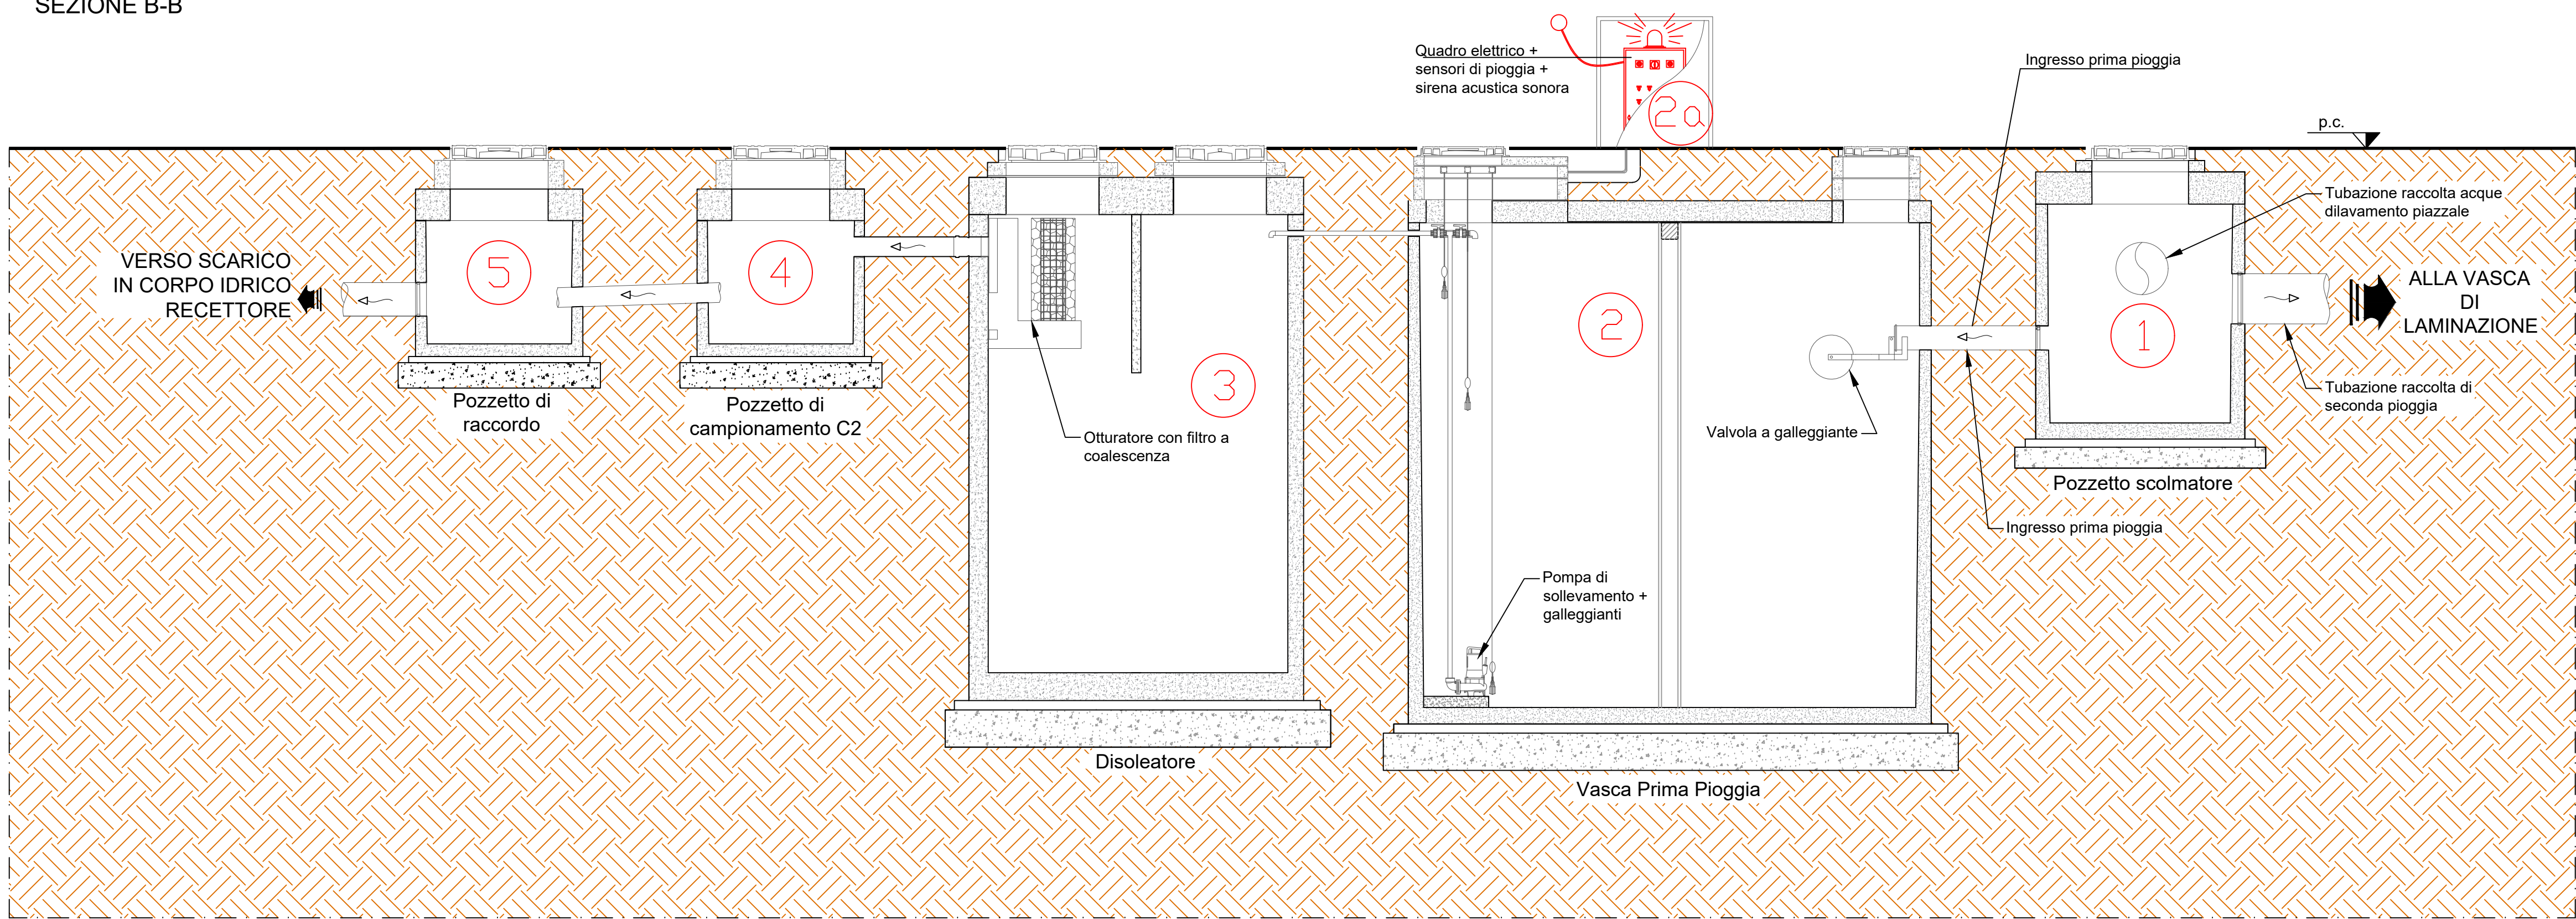 SEZIONE B-B
Quadro elettrico +
sensori di pioggia +
sirena acustica sonora
2a
Ingresso prima pioggia
p.c.
Tubazione raccolta acque
dilavamento piazzale
VERSO SCARICO
IN CORPO IDRICO
RECETTORE
5
4
3
2
1
ALLA VASCA
DI
LAMINAZIONE
Pozzetto di
raccordo
Pozzetto di
campionamento C2
Otturatore con filtro a
coalescenza
Valvola a galleggiante
Tubazione raccolta di
seconda pioggia
Pozzetto scolmatore
Ingresso prima pioggia
Pompa di
sollevamento +
galleggianti
Disoleatore
Vasca Prima Pioggia